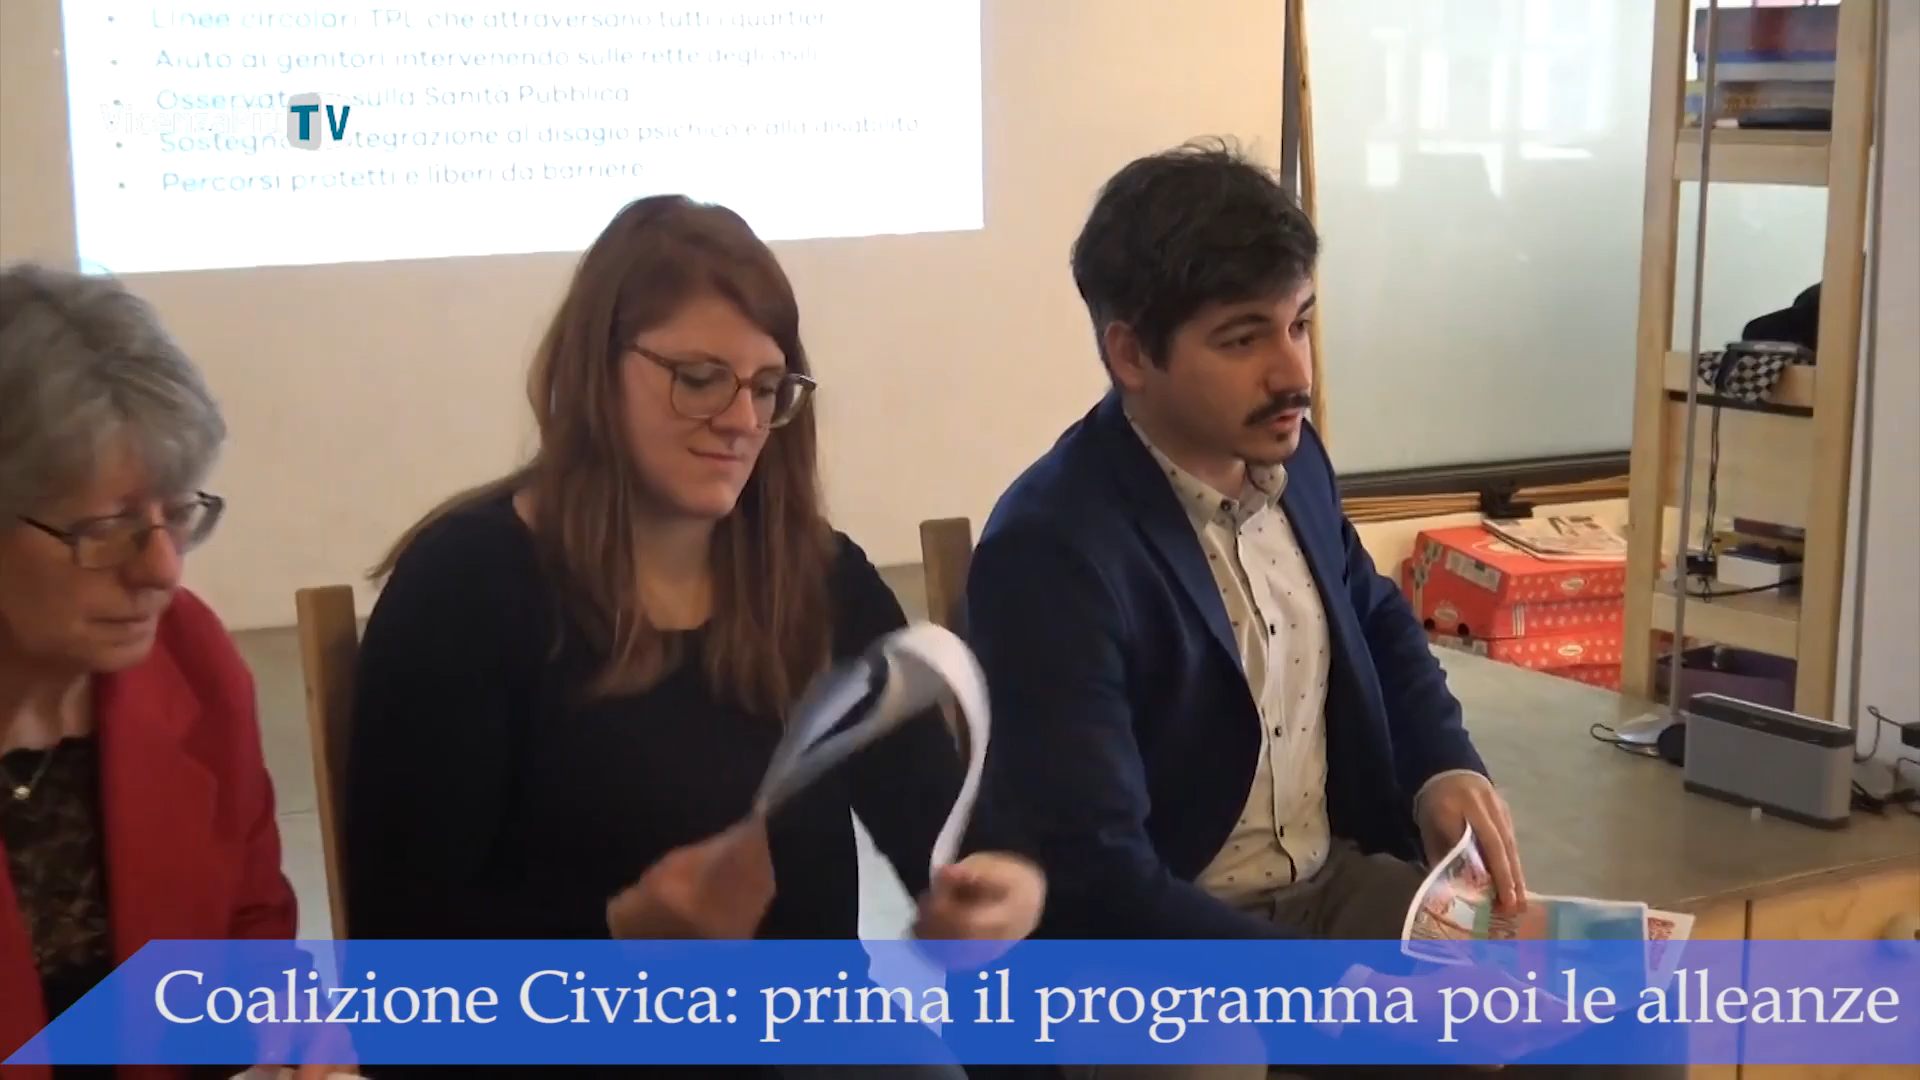 Linee circolari TPL che attraversano tutti i quartieri
Aiuto ai genitori intervenendo sulle rette degli asili
sulla Sanità Pubblica
VicenzaPiù TV
Sostegno al disagio psichico e alla disabilità
Percorsi protetti e liberi da barriere
Coalizione Civica: prima il programma poi le alleanze